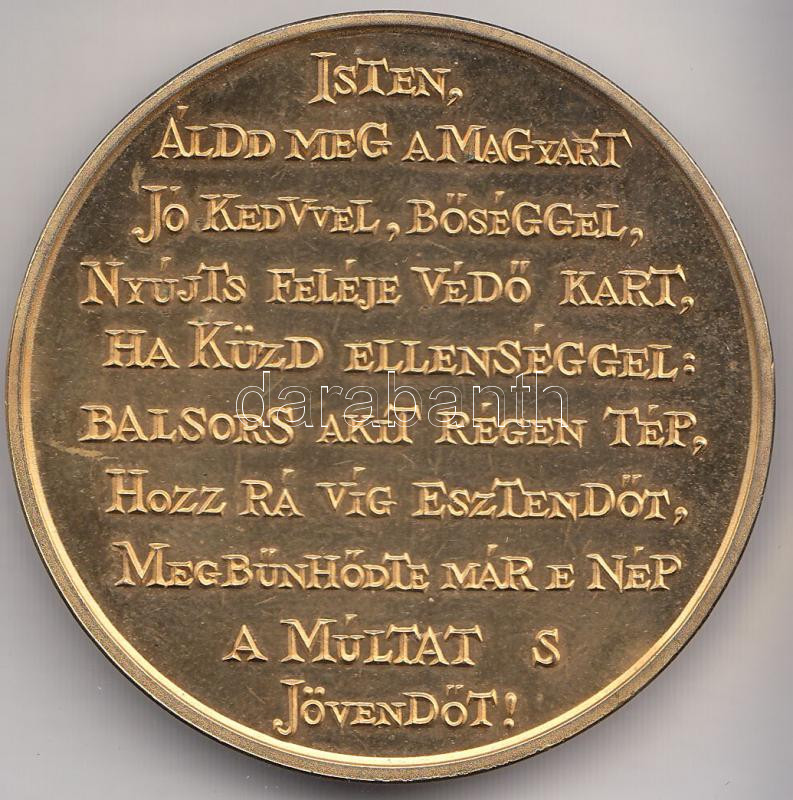 ISTEN,
ÁLDD MEG A MAGYART
JÓ KEDVVEL, BŐSÉGGEL,
NYÚJTS FELÉJE VÉDŐ KART,
HA KÜZD ELLENSÉGGEL:
darabanth
BALSORS AKIT RÉGEN TÉP,
HOZZ RÁ VÍG ESZTENDŐT,
MEGBŰNHŐDTE MÁR E NÉP
A MÚLTAT S
JÖVENDŐT!